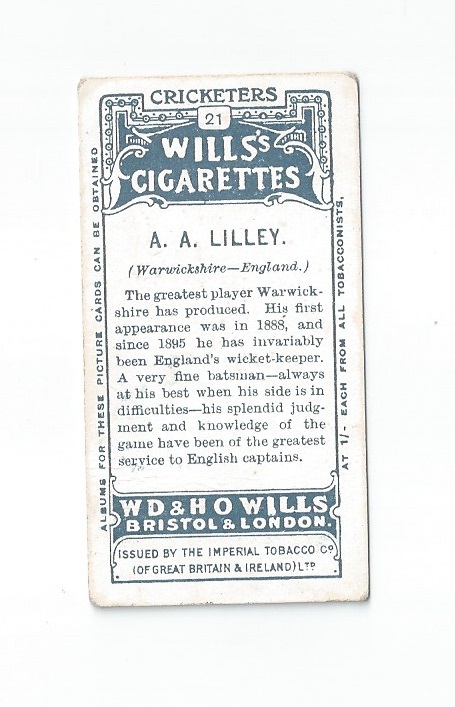 CRICKETERS
21
WILLS'S
CIGARETTES
A. A. LILLEY.
(Warwickshire—England.)
The greatest player Warwick-
shire has produced. His first
appearance was in 1888, and
since 1895 he has invariably
been England's wicket-keeper.
A very fine batsman—always
at his best when his side is in
difficulties—his splendid judg-
ment and knowledge of the
game have been of the greatest
service to English captains.
WD & HO WILLS
BRISTOL & LONDON.
ISSUED BY THE IMPERIAL TOBACCO Co
(OF GREAT BRITAIN & IRELAND) LTD
ALBUMS FOR THESE PICTURE CARDS CAN BE OBTAINED
AT 1/- EACH FROM ALL TOBACCONISTS,